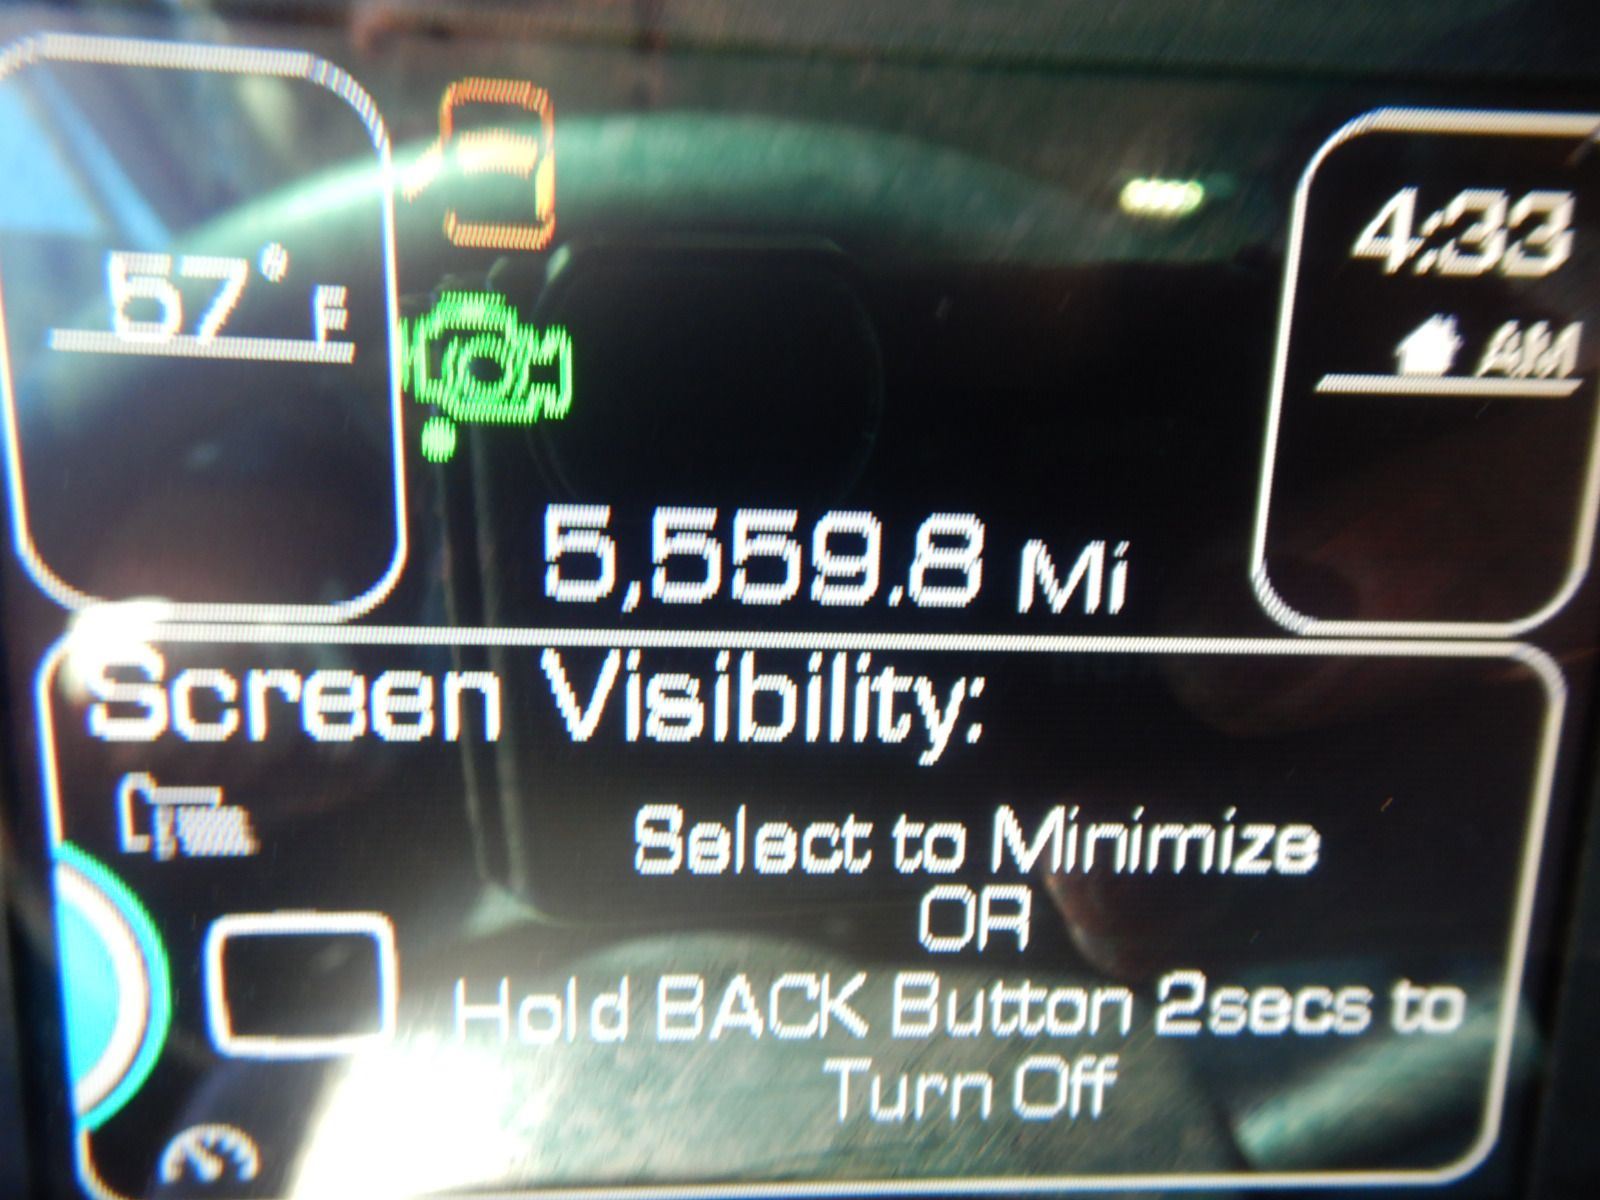 57° F
4:33
AM
5,559.8 Mi
Screen Visibility:
Select to Minimize
OR
Hold BACK Button 2secs to
Turn Off